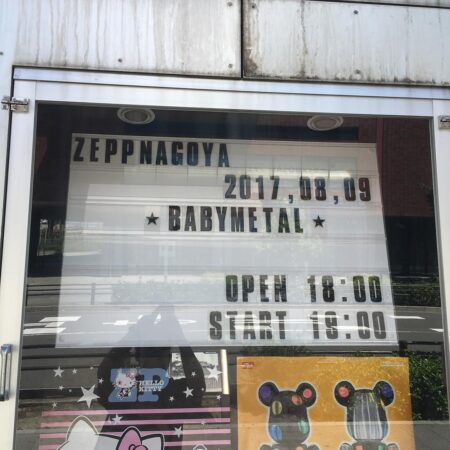 ZEPPNAGOYA
2017,08,09
★ BABYMETAL ★
OPEN 18:00
START 19:00
HELLO
KITTY